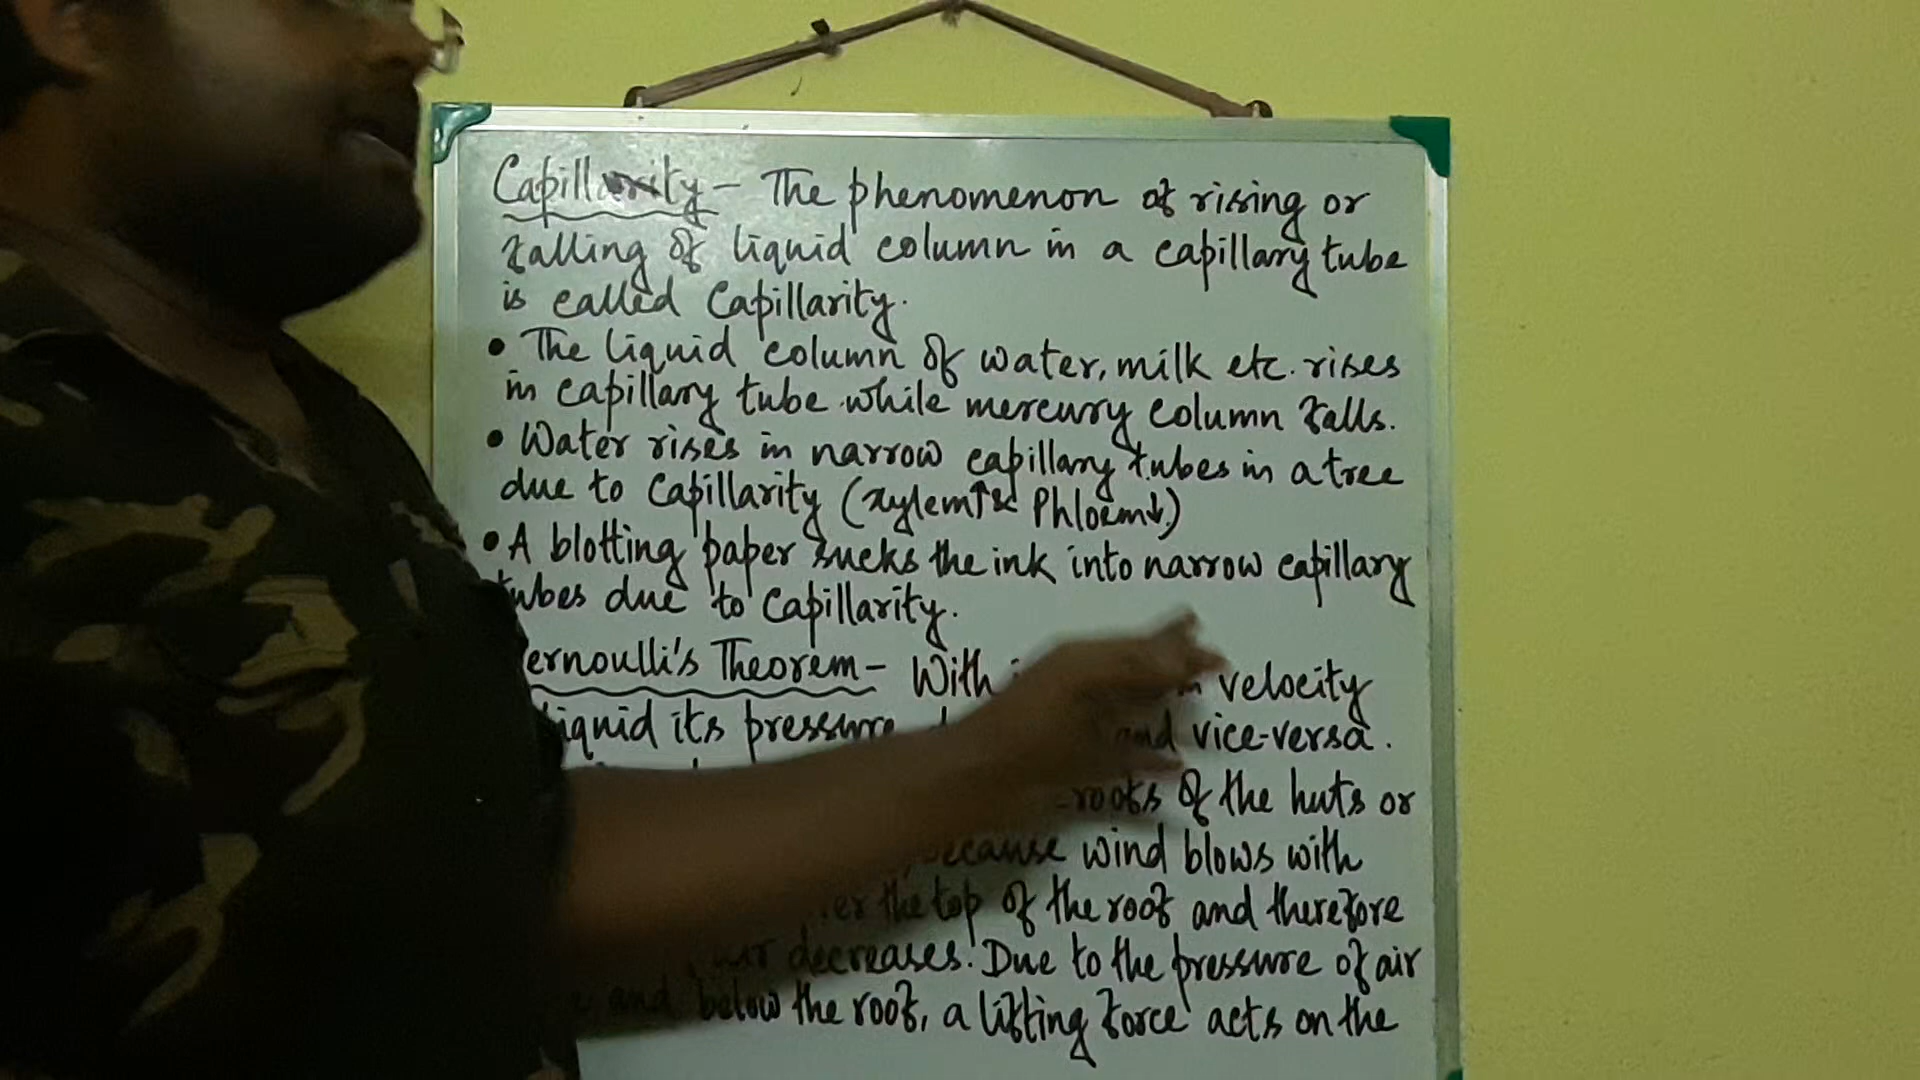 Capillarity - The phenomenon of rising or
falling of liquid column in a capillary tube
is called Capillarity.
• The liquid column of water, milk etc. rises
in capillary tube while mercury column falls.
• Water rises in narrow capillary tubes in a tree
due to Capillarity (xylem↑ & Phloem↓)
• A blotting paper sucks the ink into narrow capillary
tubes due to Capillarity.
ernoulli's Theorem - With velocity
liquid its pressure and vice-versa.
roofs of the huts or
because wind blows with
the top of the roof and therefore
air decreases. Due to the pressure of air
and below the roof, a lifting force acts on the